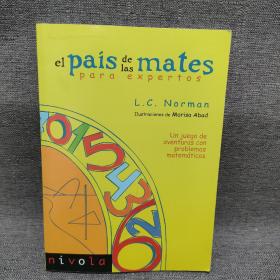 el país de las mates
para expertos
L.C. Norman
Ilustraciones de Marisa Abad
Un juego de
aventuras con
problemas
matemáticos
nivola